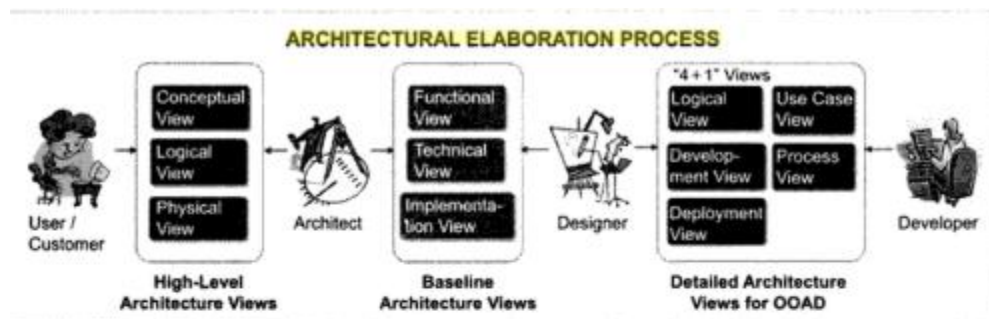 ARCHITECTURAL ELABORATION PROCESS
Conceptual
View
Logical
View
Physical
View
User /
Customer
High-Level
Architecture Views
Architect
Functional
View
Technical
View
Implementa-
tion View
Baseline
Architecture Views
Designer
"4+1" Views
Logical
View
Use Case
View
Develop-
ment View
Process
View
Deployment
View
Detailed Architecture
Views for OOAD
Developer